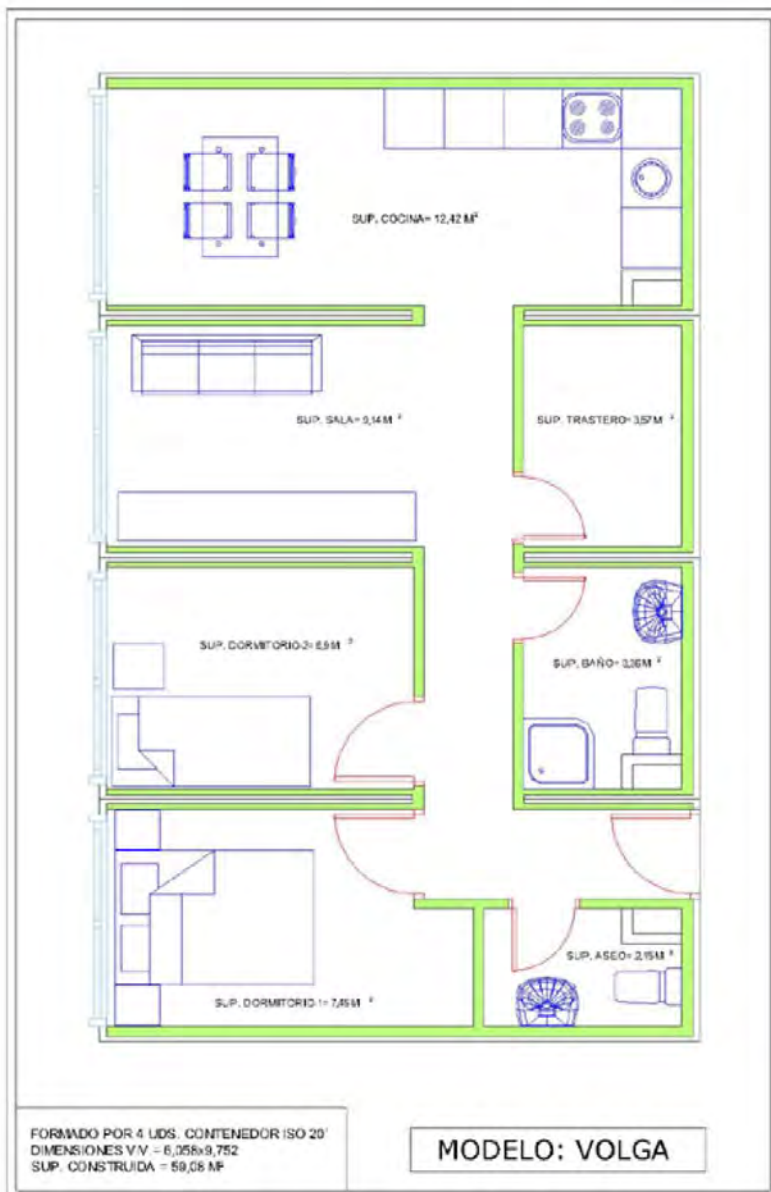 SUP. COCINA= 12,42 M²
SUP. SALA= 9,14 M ²
SUP. TRASTERO= 3,57 M ²
SUP. DORMITORIO-2= 6,9 M ²
SUP. BAÑO= 3,36 M ²
SUP. ASEO= 2,15 M ²
SUP. DORMITORIO-1= 7,45 M ²
FORMADO POR 4 UDS. CONTENEDOR ISO 20'
DIMENSIONES VIV. = 6,058x9,752
SUP. CONSTRUIDA = 59,08 M²
MODELO: VOLGA